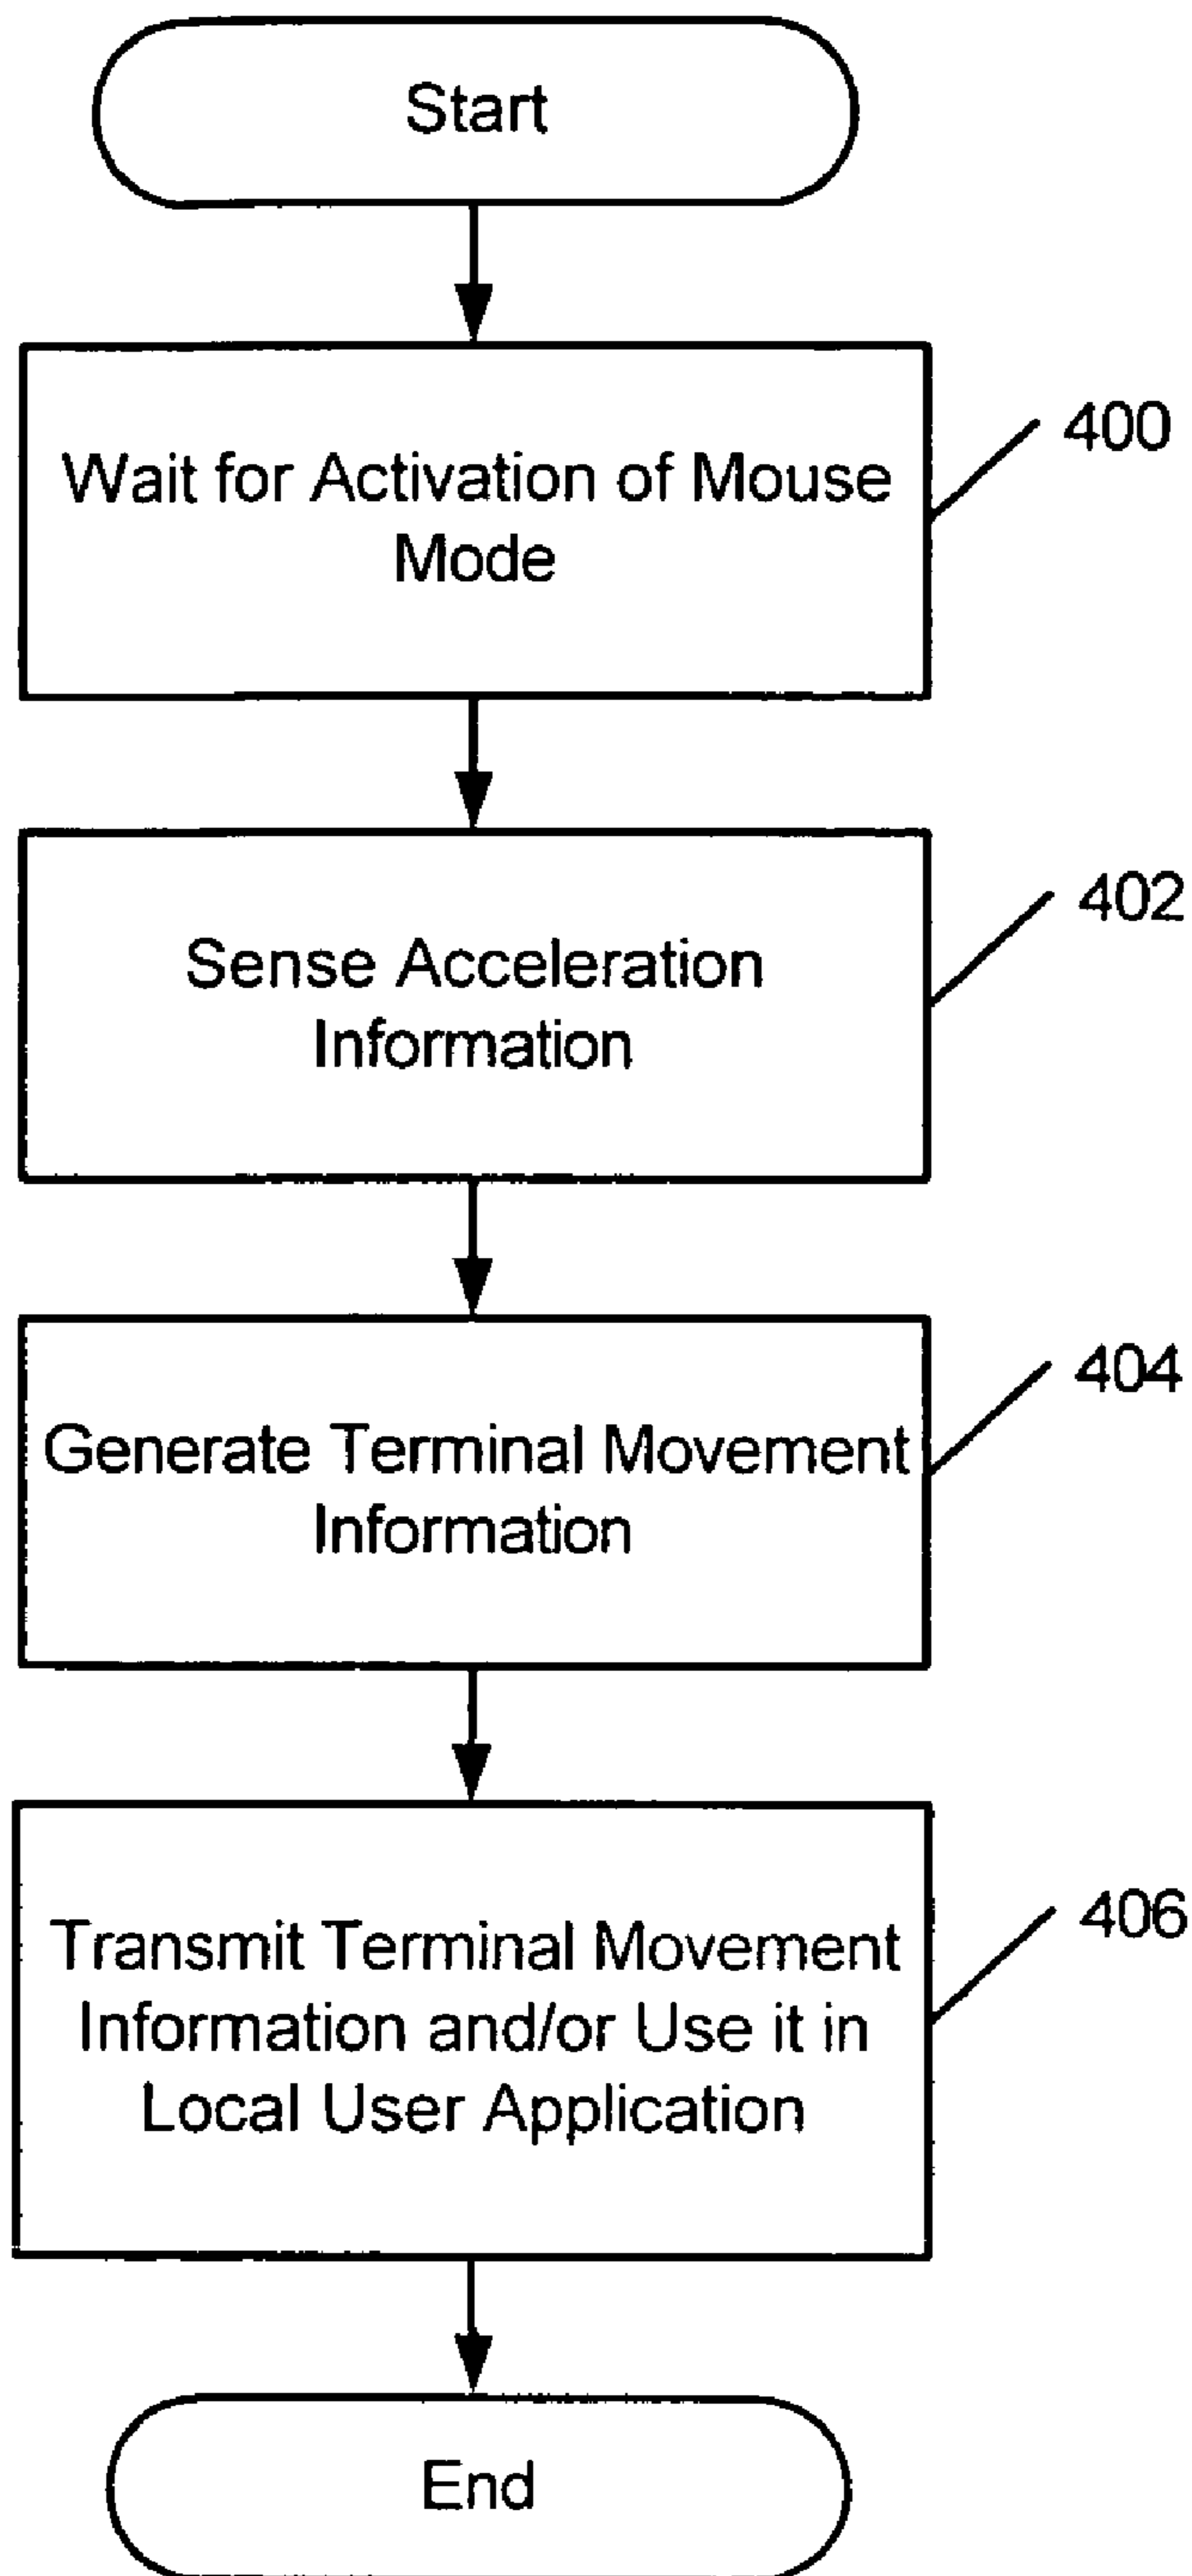 Start
Wait for Activation of Mouse
Mode
400
Sense Acceleration
Information
402
Generate Terminal Movement
Information
404
Transmit Terminal Movement
Information and/or Use it in
Local User Application
406
End